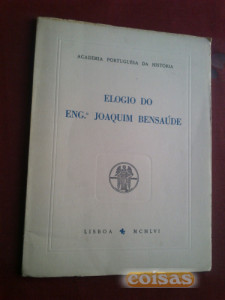 ACADEMIA PORTUGUESA DA HISTÓRIA
ELOGIO DO
ENG.º JOAQUIM BENSAÚDE
LISBOA MCMLVI
coisas